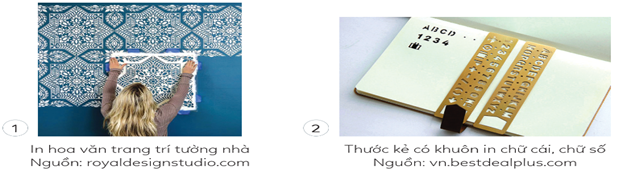 ABCD . .
1234
1
In hoa văn trang trí tường nhà
Nguồn: royaldesignstudio.com
2
Thước kẻ có khuôn in chữ cái, chữ số
Nguồn: vn.bestdealplus.com